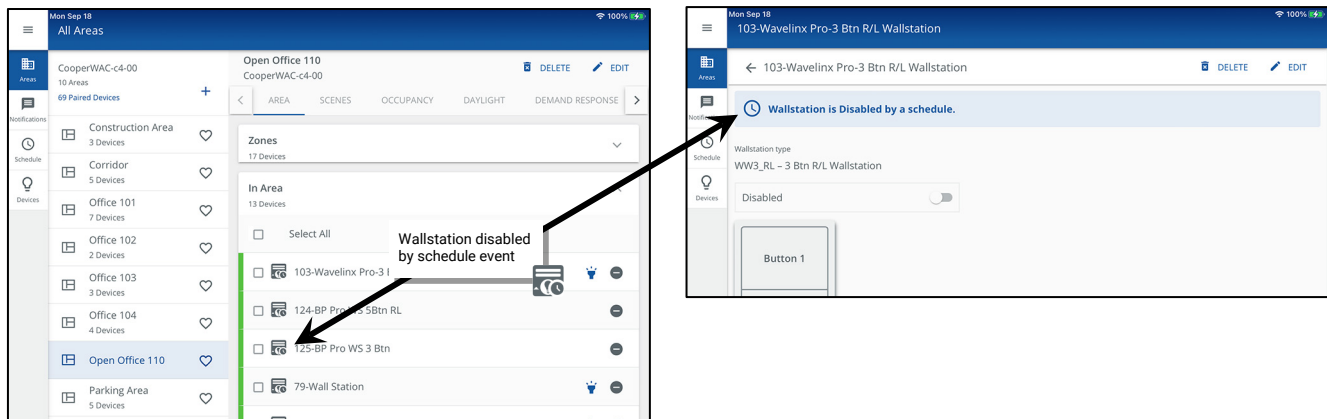 Mon Sep 18
100%
All Areas
Areas
Notifications
Schedule
Devices
CooperWAC-c4-00
10 Areas
69 Paired Devices
+
Construction Area
3 Devices
Corridor
5 Devices
Office 101
7 Devices
Office 102
2 Devices
Office 103
3 Devices
Office 104
4 Devices
Open Office 110
Parking Area
5 Devices
Open Office 110
CooperWAC-c4-00
DELETE
EDIT
AREA SCENES OCCUPANCY DAYLIGHT DEMAND RESPONSE
Zones
17 Devices
In Area
13 Devices
Select All
103-Wavelinx Pro-3
124-BP Pro WS 5Btn RL
125-BP Pro WS 3 Btn
79-Wall Station
Wallstation disabled
by schedule event
Mon Sep 18
100%
103-Wavelinx Pro-3 Btn R/L Wallstation
Areas
Schedule
Devices
103-Wavelinx Pro-3 Btn R/L Wallstation
DELETE
EDIT
Wallstation is Disabled by a schedule.
Wallstation type
WW3_RL – 3 Btn R/L Wallstation
Disabled
Button 1